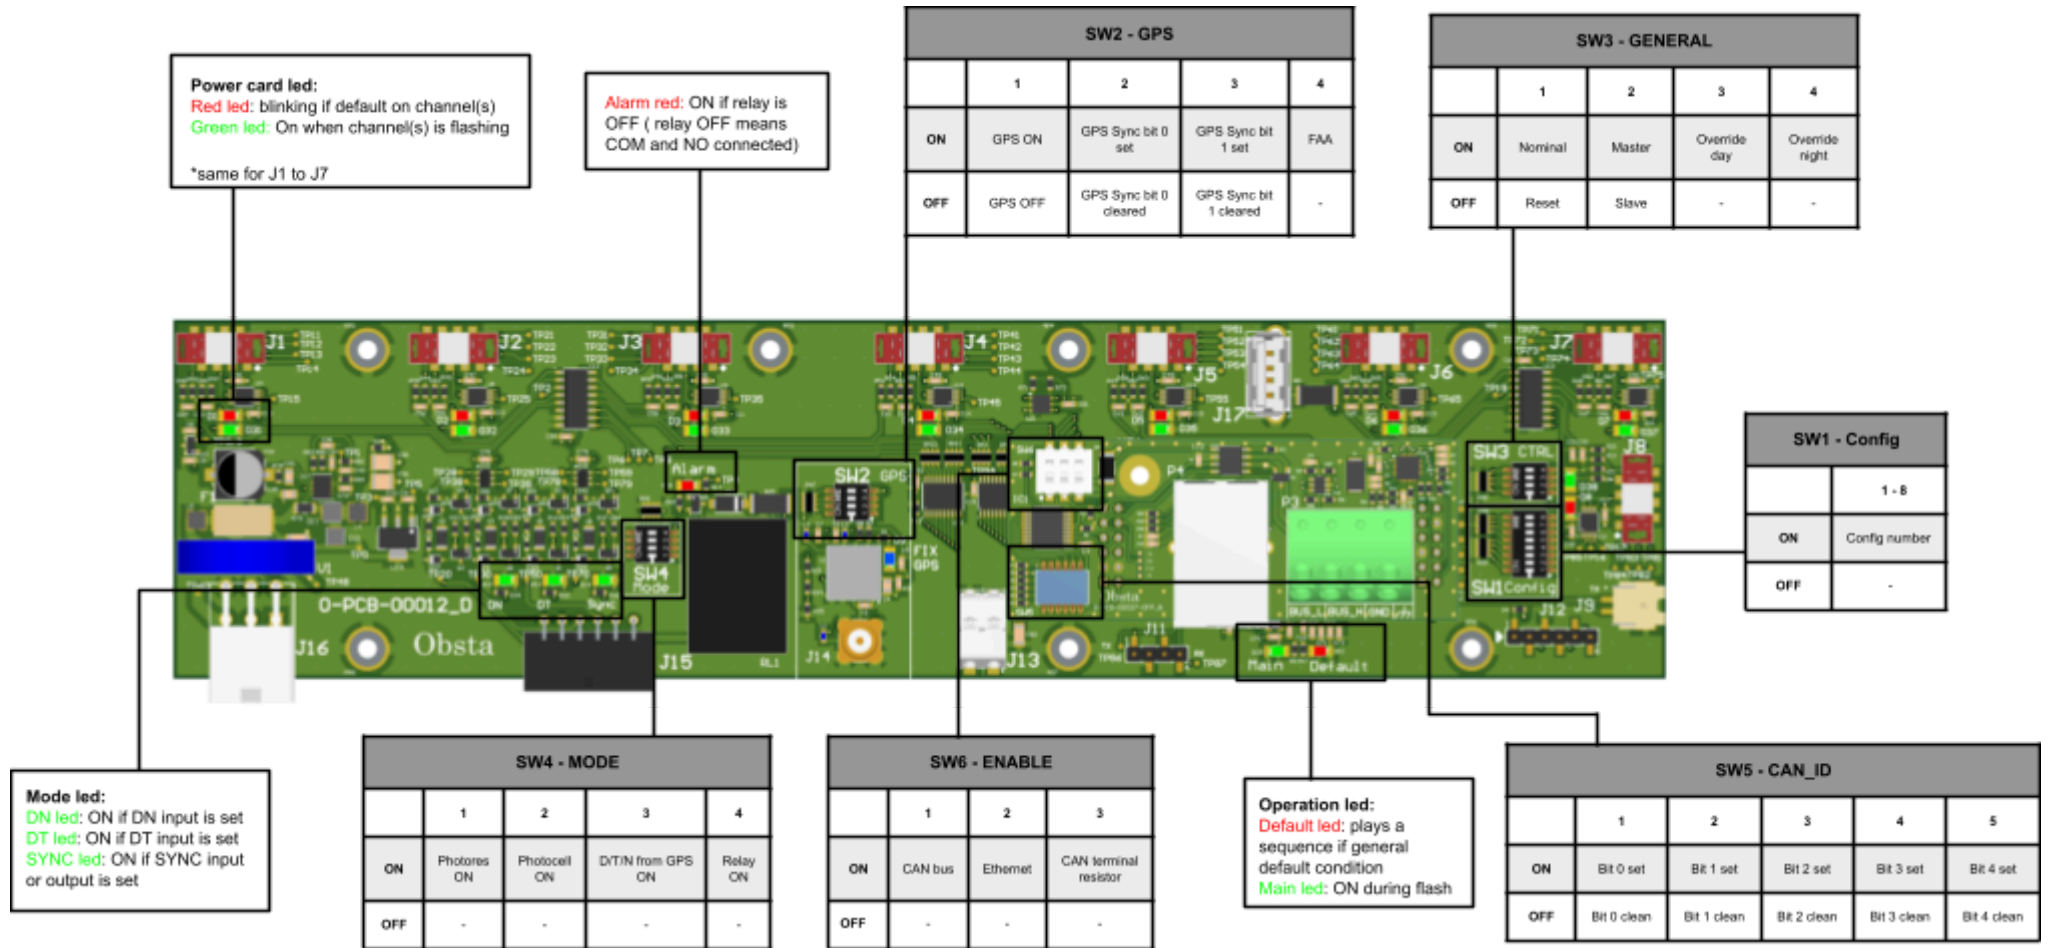 Power card led:
Red led: blinking if default on channel(s)
Green led: On when channel(s) is flashing
*same for J1 to J7
Alarm red: ON if relay is
OFF ( relay OFF means
COM and NO connected)
SW2 - GPS
1 2 3 4
ON GPS ON GPS Sync bit 0 set GPS Sync bit 1 set FAA
OFF GPS OFF GPS Sync bit 0 cleared GPS Sync bit 1 cleared -
SW3 - GENERAL
1 2 3 4
ON Nominal Master Override day Override night
OFF Reset Slave - -
J1 J2 J3 J4 J5 J17 J6 J7
Alarm
SW2 GPS
P4
P3
SW3 CTRL
J8
SW1 Config
FIX
GPS
SW4
Mode
DN DT Sync
O-PCB-00012_D
Obsta
J16
J15
RL1
J14
J13
Obsta
BUS_L BUS_H GND
J11
J12
J9
Main Default
SW1 - Config
1 - 8
ON Config number
OFF -
Mode led:
DN led: ON if DN input is set
DT led: ON if DT input is set
SYNC led: ON if SYNC input
or output is set
SW4 - MODE
1 2 3 4
ON Photores ON Photocell ON D/T/N from GPS ON Relay ON
OFF - - - -
SW6 - ENABLE
1 2 3
ON CAN bus Ethernet CAN terminal resistor
OFF - - -
Operation led:
Default led: plays a
sequence if general
default condition
Main led: ON during flash
SW5 - CAN_ID
1 2 3 4 5
ON Bit 0 set Bit 1 set Bit 2 set Bit 3 set Bit 4 set
OFF Bit 0 clean Bit 1 clean Bit 2 clean Bit 3 clean Bit 4 clean